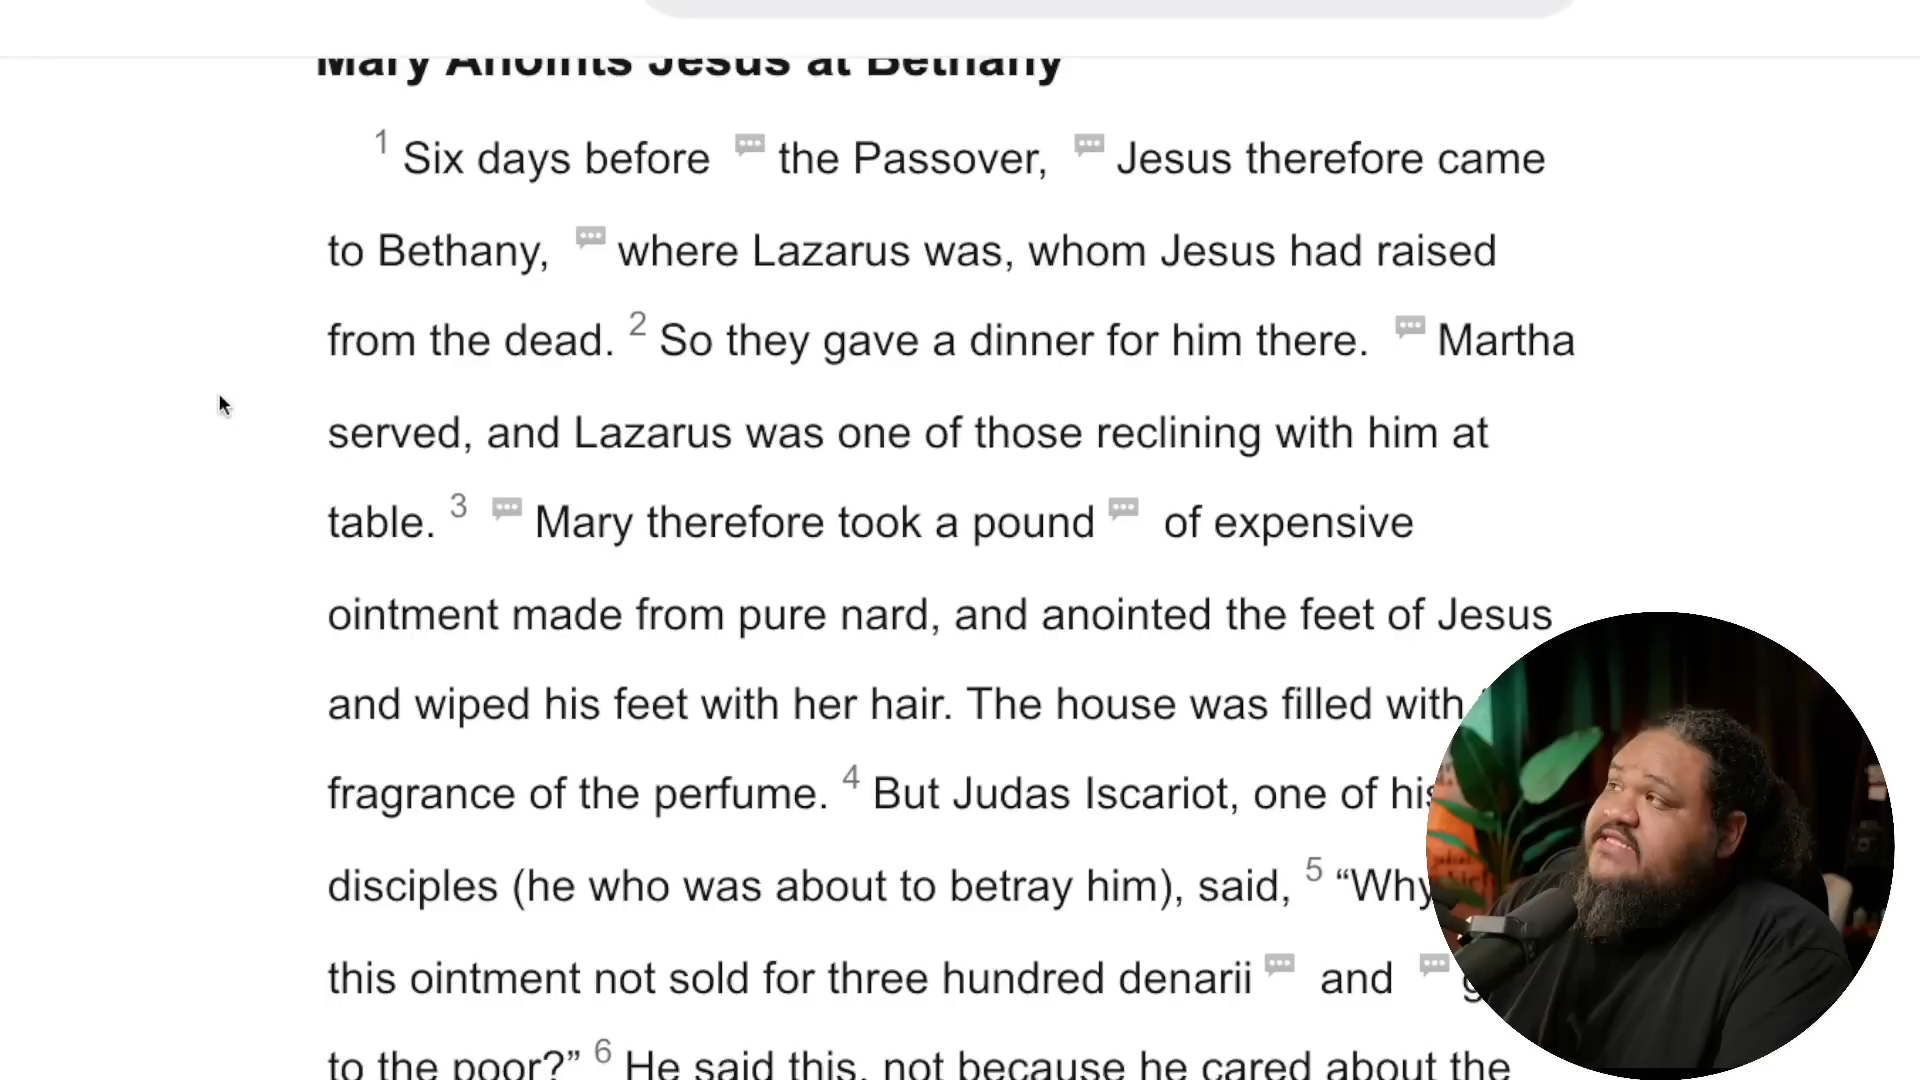 Mary Anoints Jesus at Bethany
1 Six days before the Passover, Jesus therefore came
to Bethany, where Lazarus was, whom Jesus had raised
from the dead. 2 So they gave a dinner for him there. Martha
served, and Lazarus was one of those reclining with him at
table. 3 Mary therefore took a pound of expensive
ointment made from pure nard, and anointed the feet of Jesus
and wiped his feet with her hair. The house was filled with
fragrance of the perfume. 4 But Judas Iscariot, one of his
disciples (he who was about to betray him), said, 5 “Why
this ointment not sold for three hundred denarii and
to the poor?” 6 He said this, not because he cared about the